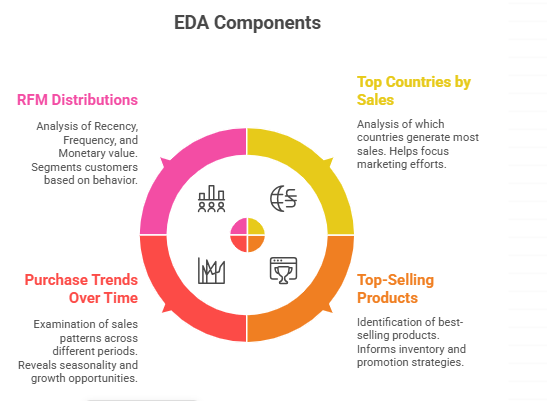 EDA Components
RFM Distributions
Analysis of Recency,
Frequency, and
Monetary value.
Segments customers
based on behavior.
Top Countries by
Sales
Analysis of which
countries generate most
sales. Helps focus
marketing efforts.
Purchase Trends
Over Time
Examination of sales
patterns across
different periods.
Reveals seasonality and
growth opportunities.
Top-Selling
Products
Identification of best-
selling products.
Informs inventory and
promotion strategies.